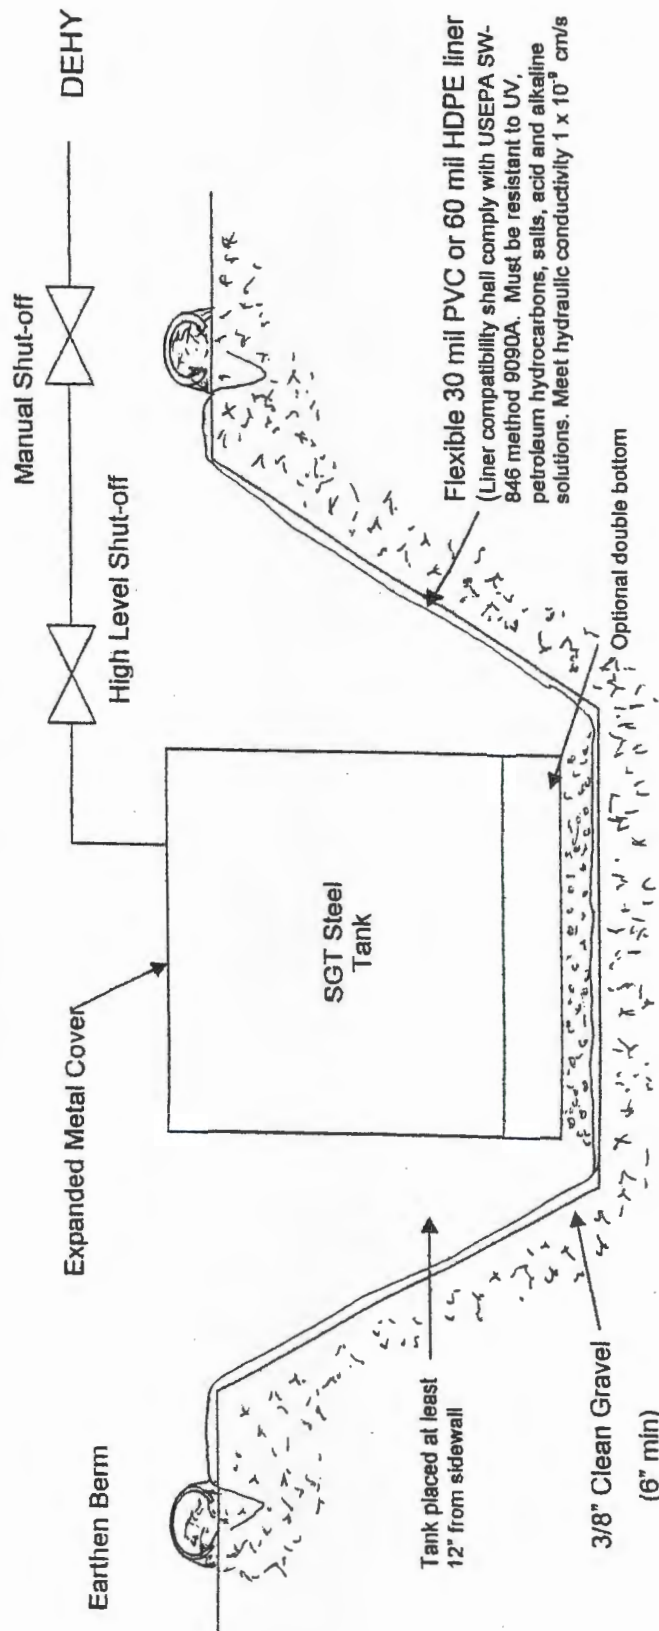 DEHY
Manual Shut-off
High Level Shut-off
Expanded Metal Cover
Earthen Berm
SGT Steel
Tank
Flexible 30 mil PVC or 60 mil HDPE liner
(Liner compatibility shall comply with USEPA SW-
846 method 9090A. Must be resistant to UV,
petroleum hydrocarbons, salts, acid and alkaline
solutions. Meet hydraulic conductivity 1 x 10⁻⁹ cm/s
Optional double bottom
Tank placed at least
12" from sidewall
3/8" Clean Gravel
(6" min)